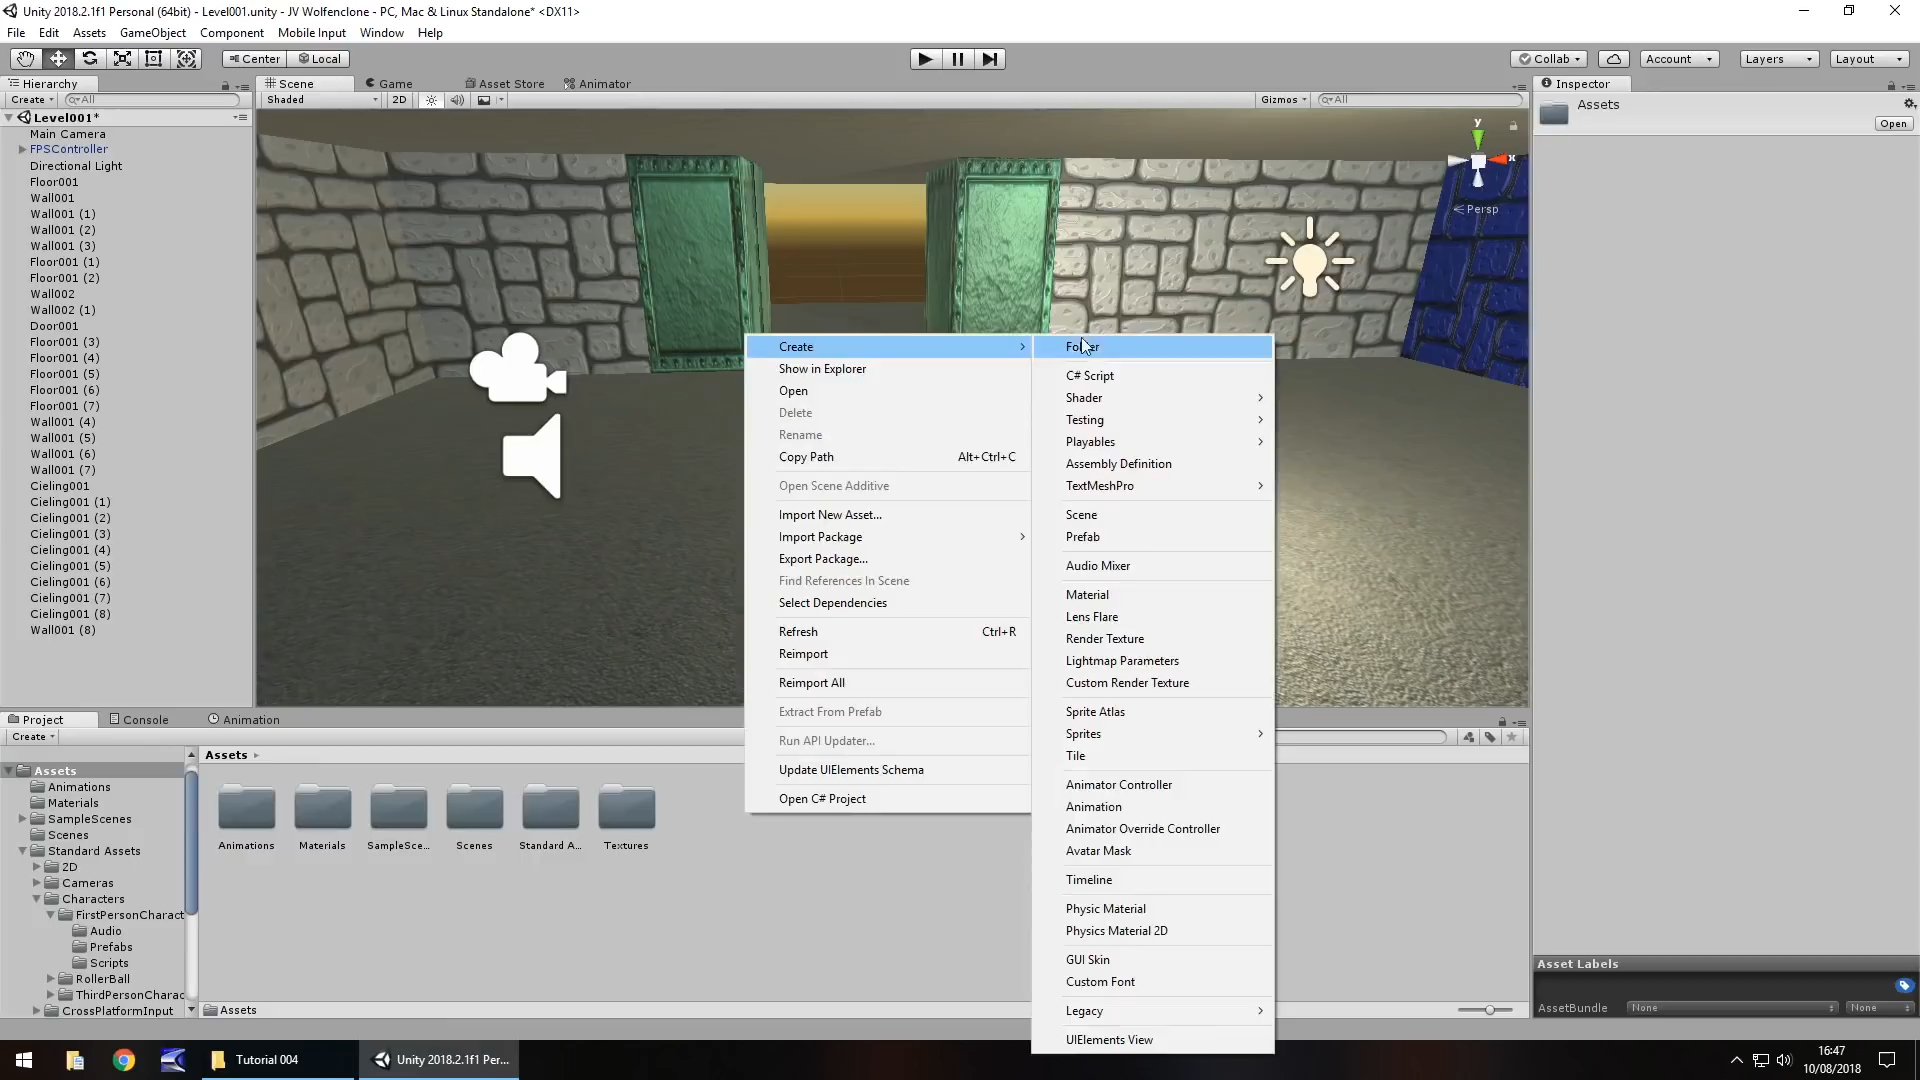 Unity 2018.2.1f1 Personal (64bit) - Level001.unity - JV Wolfenclone - PC, Mac & Linux Standalone* <DX11>
File Edit Assets GameObject Component Mobile Input Window Help
Center Local Collab Account Layers Layout
Hierarchy Scene Game Asset Store Animator Inspector
Create All Shaded 2D Gizmos All
Assets
Open
Level001*
Main Camera
FPSController
Directional Light
Floor001
Wall001
Wall001 (1)
Wall001 (2)
Wall001 (3)
Floor001 (1)
Floor001 (2)
Wall002
Wall002 (1)
Door001
Floor001 (3)
Floor001 (4)
Floor001 (5)
Floor001 (6)
Floor001 (7)
Wall001 (4)
Wall001 (5)
Wall001 (6)
Wall001 (7)
Cieling001
Cieling001 (1)
Cieling001 (2)
Cieling001 (3)
Cieling001 (4)
Cieling001 (5)
Cieling001 (6)
Cieling001 (7)
Cieling001 (8)
Wall001 (8)
y
x
Persp
Create
Show in Explorer
Open
Delete
Rename
Copy Path Alt+Ctrl+C
Open Scene Additive
Import New Asset...
Import Package
Export Package...
Find References In Scene
Select Dependencies
Refresh Ctrl+R
Reimport
Reimport All
Extract From Prefab
Run API Updater...
Update UIElements Schema
Open C# Project
Folder
C# Script
Shader
Testing
Playables
Assembly Definition
TextMeshPro
Scene
Prefab
Audio Mixer
Material
Lens Flare
Render Texture
Lightmap Parameters
Custom Render Texture
Sprite Atlas
Sprites
Tile
Animator Controller
Animation
Animator Override Controller
Avatar Mask
Timeline
Physic Material
Physics Material 2D
GUI Skin
Custom Font
Legacy
UIElements View
Project Console Animation
Create
Assets
Animations
Materials
SampleScenes
Scenes
Standard Assets
2D
Cameras
Characters
FirstPersonCharact
Audio
Prefabs
Scripts
RollerBall
ThirdPersonCharac
CrossPlatformInput
Assets
Animations Materials SampleSce... Scenes Standard A... Textures
Assets
Asset Labels
AssetBundle None None
Tutorial 004
Unity 2018.2.1f1 Per...
16:47
10/08/2018